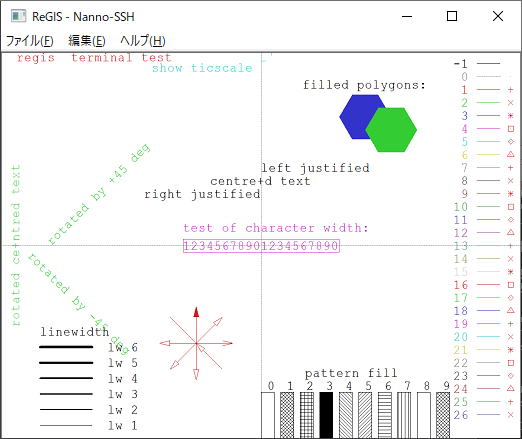 ReGIS - Nanno-SSH
ファイル(F) 編集(E) ヘルプ(H)
regis terminal test
show ticscale
filled polygons:
left justified
centre+d text
right justified
test of character width:
12345678901234567890
rotated by +45 deg
rotated ce+ntred text
rotated by -45 deg
linewidth
lw 6
lw 5
lw 4
lw 3
lw 2
lw 1
pattern fill
0 1 2 3 4 5 6 7 8 9
-1
0
1
2
3
4
5
6
7
8
9
10
11
12
13
14
15
16
17
18
19
20
21
22
23
24
25
26